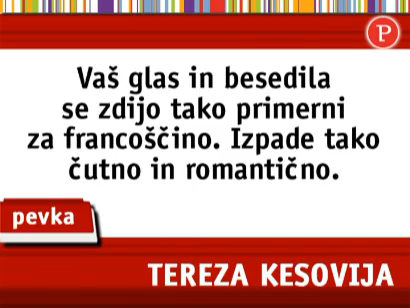 P
Vaš glas in besedila
se zdijo tako primerni
za francoščino. Izpade tako
čutno in romantično.
pevka
TEREZA KESOVIJA